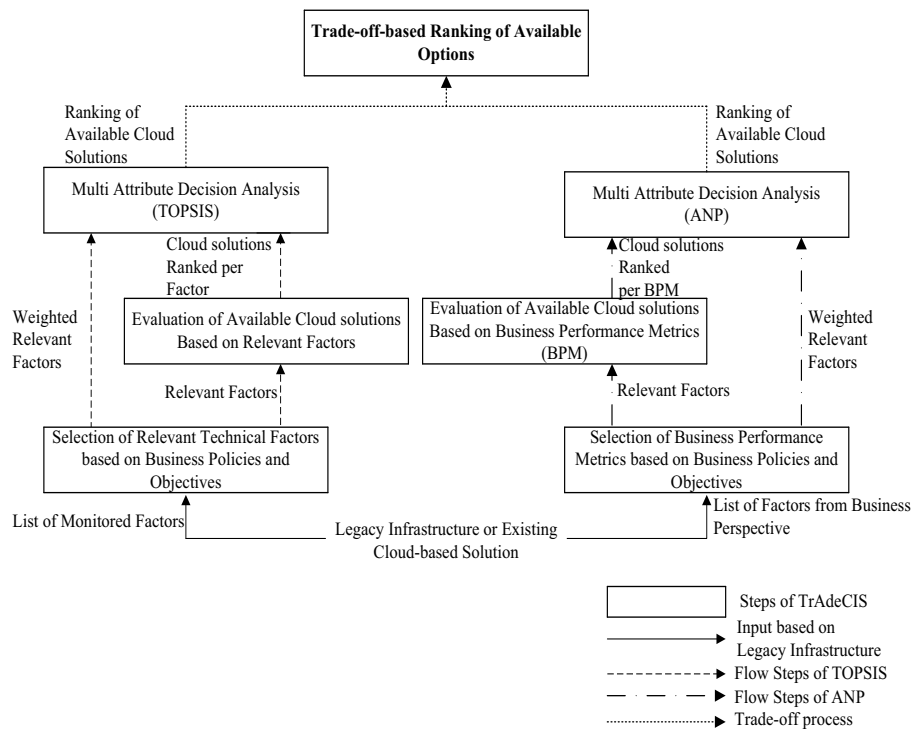 Trade-off-based Ranking of Available
Options
Ranking of
Available Cloud
Solutions
Ranking of
Available Cloud
Solutions
Multi Attribute Decision Analysis
(TOPSIS)
Multi Attribute Decision Analysis
(ANP)
Cloud solutions
Ranked per
Factor
Cloud solutions
Ranked
per BPM
Weighted
Relevant
Factors
Evaluation of Available Cloud solutions
Based on Relevant Factors
Evaluation of Available Cloud solutions
Based on Business Performance Metrics
(BPM)
Weighted
Relevant
Factors
Relevant Factors
Relevant Factors
Selection of Relevant Technical Factors
based on Business Policies and
Objectives
Selection of Business Performance
Metrics based on Business Policies and
Objectives
List of Monitored Factors
Legacy Infrastructure or Existing
Cloud-based Solution
List of Factors from Business
Perspective
Steps of TrAdeCIS
Input based on
Legacy Infrastructure
Flow Steps of TOPSIS
Flow Steps of ANP
Trade-off process